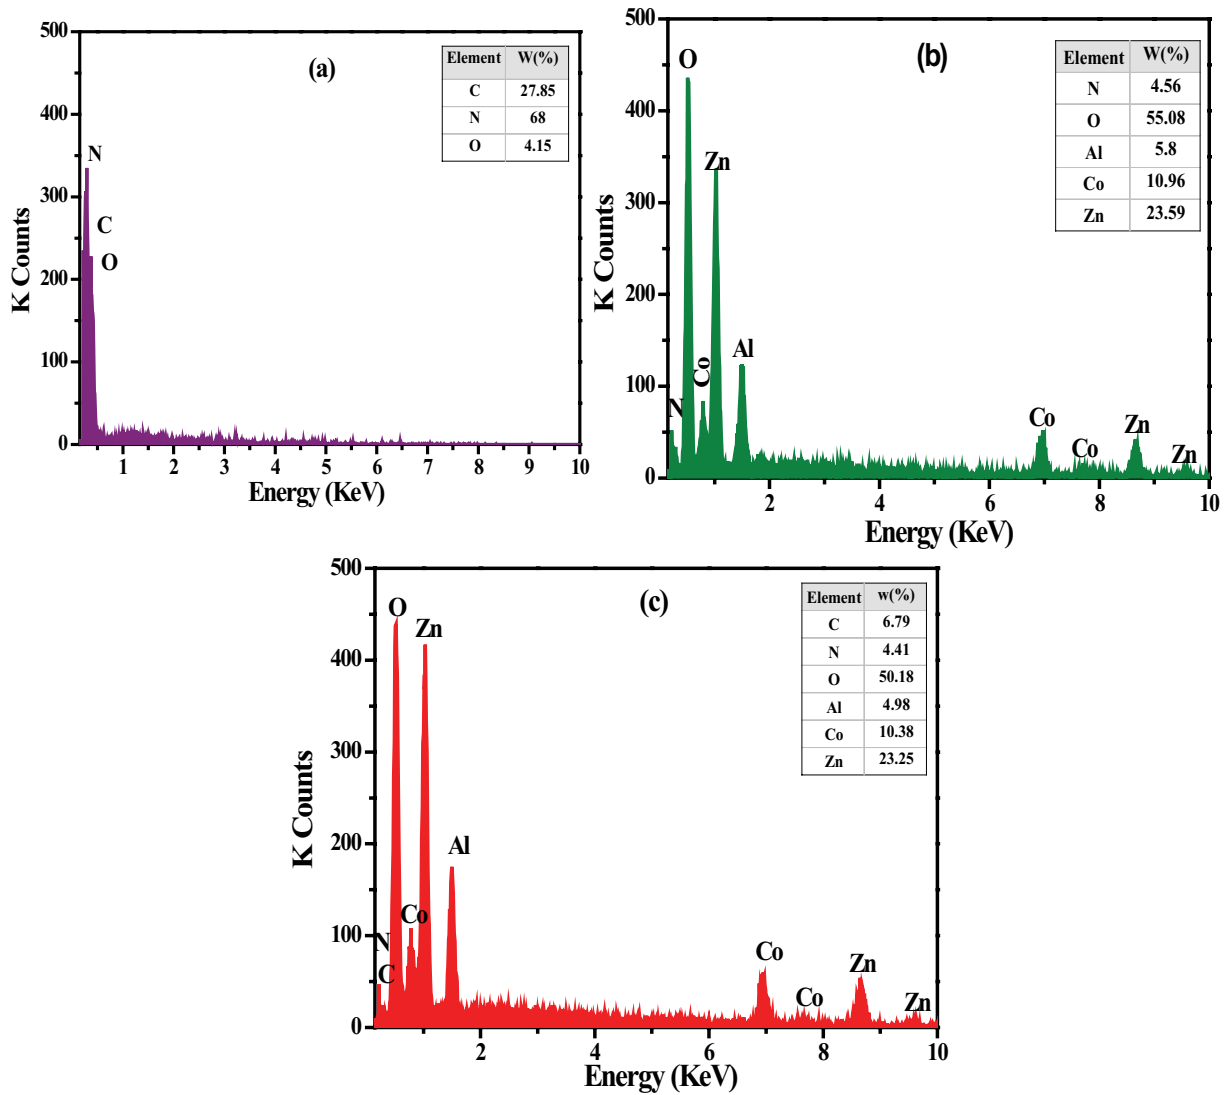 (a)
500
400
300
200
100
0
K Counts
N
C
O
Element W(%)
C 27.85
N 68
O 4.15
1 2 3 4 5 6 7 8 9 10
Energy (KeV)
(b)
500
400
300
200
100
0
K Counts
O
Zn
N
Co
Al
Co
Co
Zn
Zn
Element W(%)
N 4.56
O 55.08
Al 5.8
Co 10.96
Zn 23.59
2 4 6 8 10
Energy (KeV)
(c)
500
400
300
200
100
0
K Counts
O
Zn
N
C
Co
Al
Co
Co
Zn
Zn
Element w(%)
C 6.79
N 4.41
O 50.18
Al 4.98
Co 10.38
Zn 23.25
2 4 6 8 10
Energy (KeV)